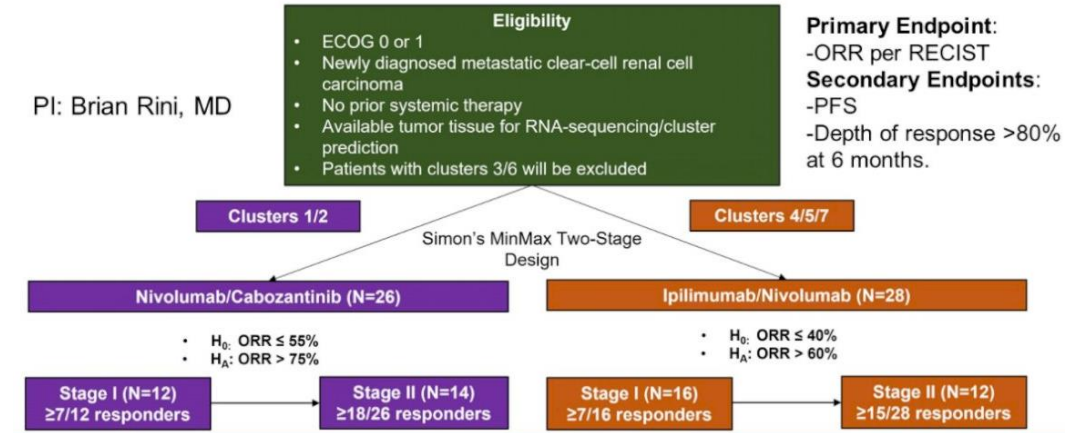 Eligibility
• ECOG 0 or 1
• Newly diagnosed metastatic clear-cell renal cell
carcinoma
• No prior systemic therapy
• Available tumor tissue for RNA-sequencing/cluster
prediction
• Patients with clusters 3/6 will be excluded
PI: Brian Rini, MD
Primary Endpoint:
-ORR per RECIST
Secondary Endpoints:
-PFS
-Depth of response >80%
at 6 months.
Clusters 1/2
Clusters 4/5/7
Simon's MinMax Two-Stage
Design
Nivolumab/Cabozantinib (N=26)
• H0: ORR ≤ 55%
• HA: ORR > 75%
Stage I (N=12)
≥7/12 responders
Stage II (N=14)
≥18/26 responders
Ipilimumab/Nivolumab (N=28)
• H0: ORR ≤ 40%
• HA: ORR > 60%
Stage I (N=16)
≥7/16 responders
Stage II (N=12)
≥15/28 responders